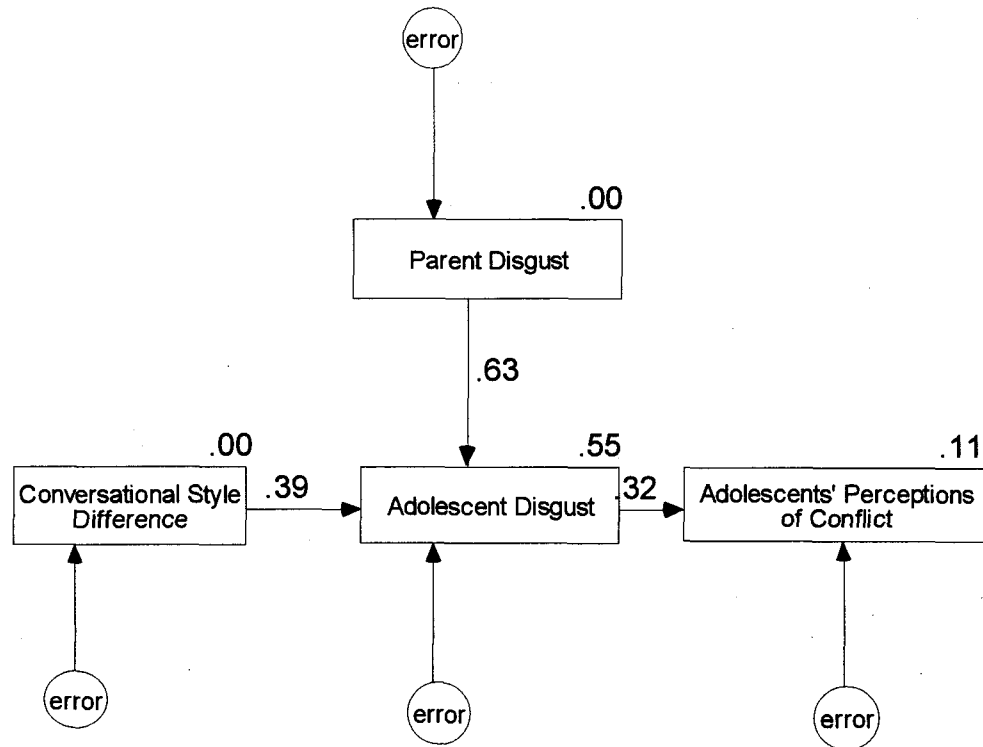 error
.00
Parent Disgust
.63
.00
.55
.11
Conversational Style
Difference
.39
Adolescent Disgust
.32
Adolescents' Perceptions
of Conflict
error
error
error